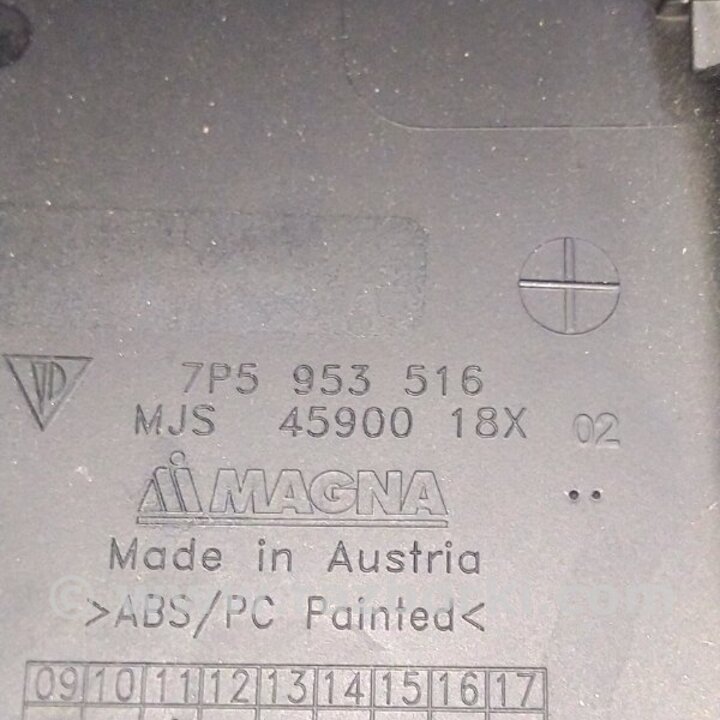 7P5 953 516
MJS 45900 18X 02
MAGNA
Made in Austria
>ABS/PC Painted<
09 10 11 12 13 14 15 16 17